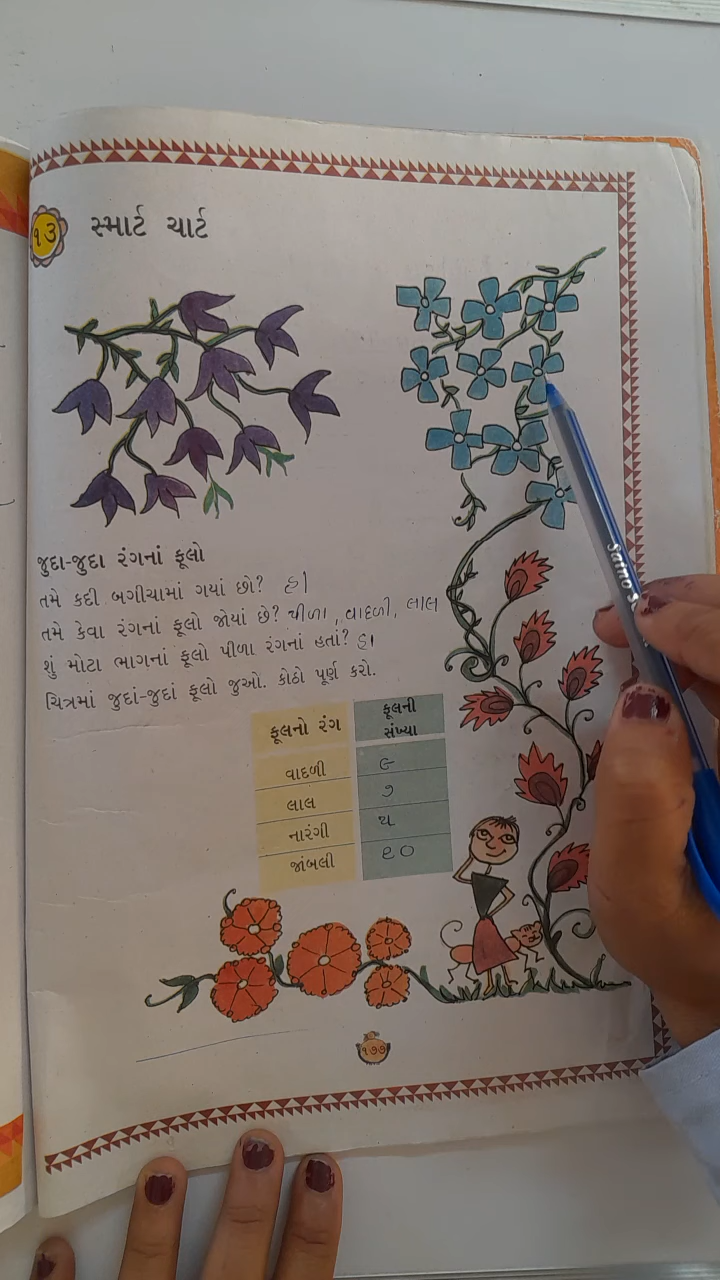 ૧૩
સ્માર્ટ ચાર્ટ
જુદા-જુદા રંગનાં ફૂલો
તમે કદી બગીચામાં ગયાં છો? હા
તમે કેવા રંગનાં ફૂલો જોયાં છે? પીળા, વાદળી, લાલ
શું મોટા ભાગનાં ફૂલો પીળા રંગનાં હતાં? હા
ચિત્રમાં જુદાં-જુદાં ફૂલો જુઓ. કોઠો પૂર્ણ કરો.
ફૂલનો રંગ ફૂલની સંખ્યા
વાદળી ૯
લાલ ૭
નારંગી ૫
જાંબલી ૧૦
૧૭૭